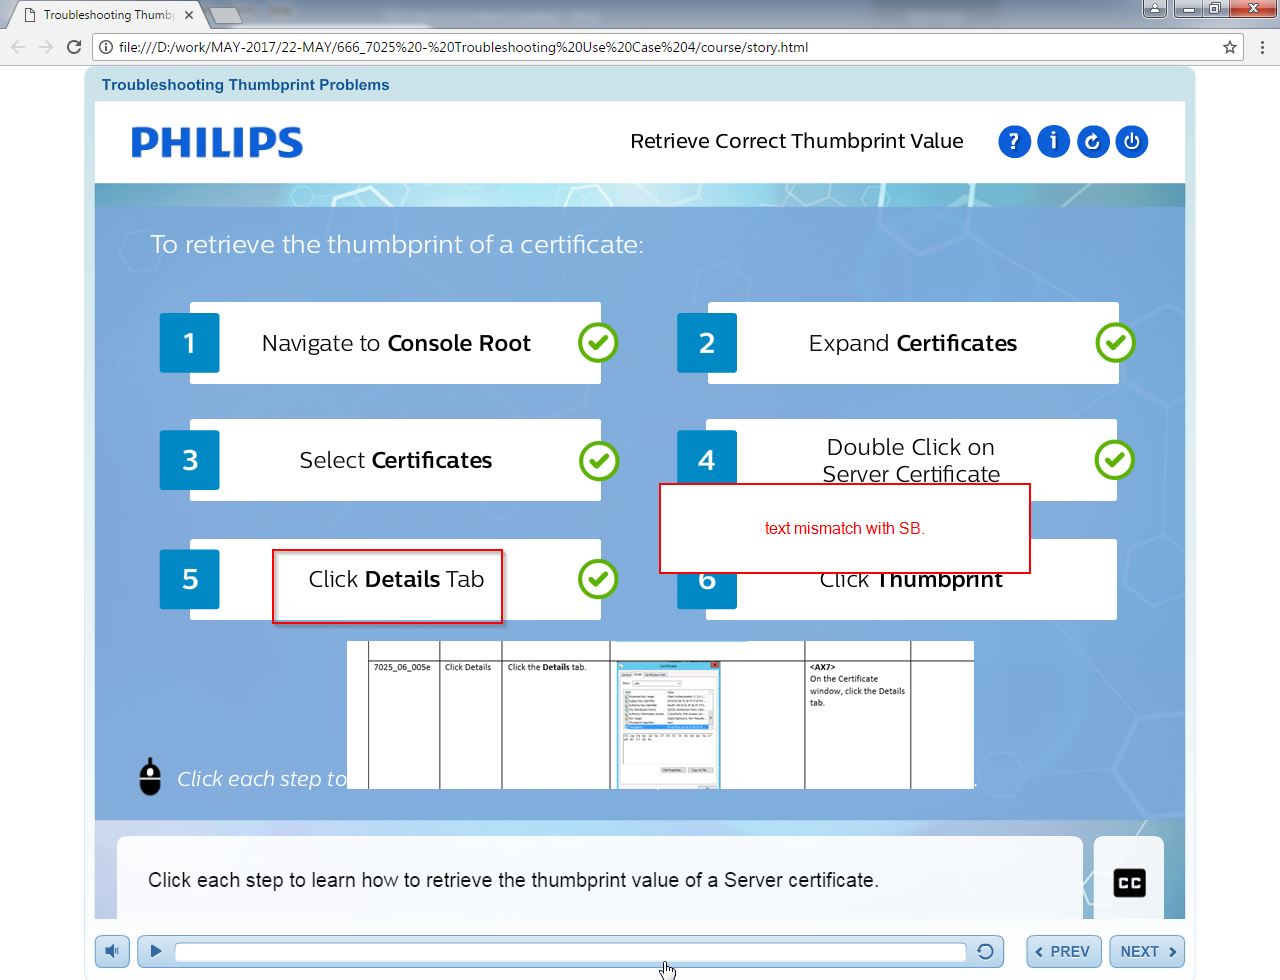 Troubleshooting Thumbp
file:///D:/work/MAY-2017/22-MAY/666_7025%20-%20Troubleshooting%20Use%20Case%204/course/story.html
Troubleshooting Thumbprint Problems
PHILIPS
Retrieve Correct Thumbprint Value
? i
To retrieve the thumbprint of a certificate:
1 Navigate to Console Root
2 Expand Certificates
3 Select Certificates
4 Double Click on
Server Certificate
text mismatch with SB.
5 Click Details Tab
6 Click Thumbprint
7025_06_005e Click Details Click the Details tab.
Certificate
<AX7>
On the Certificate
window, click the Details
tab.
Click each step to
Click each step to learn how to retrieve the thumbprint value of a Server certificate.
CC
PREV
NEXT